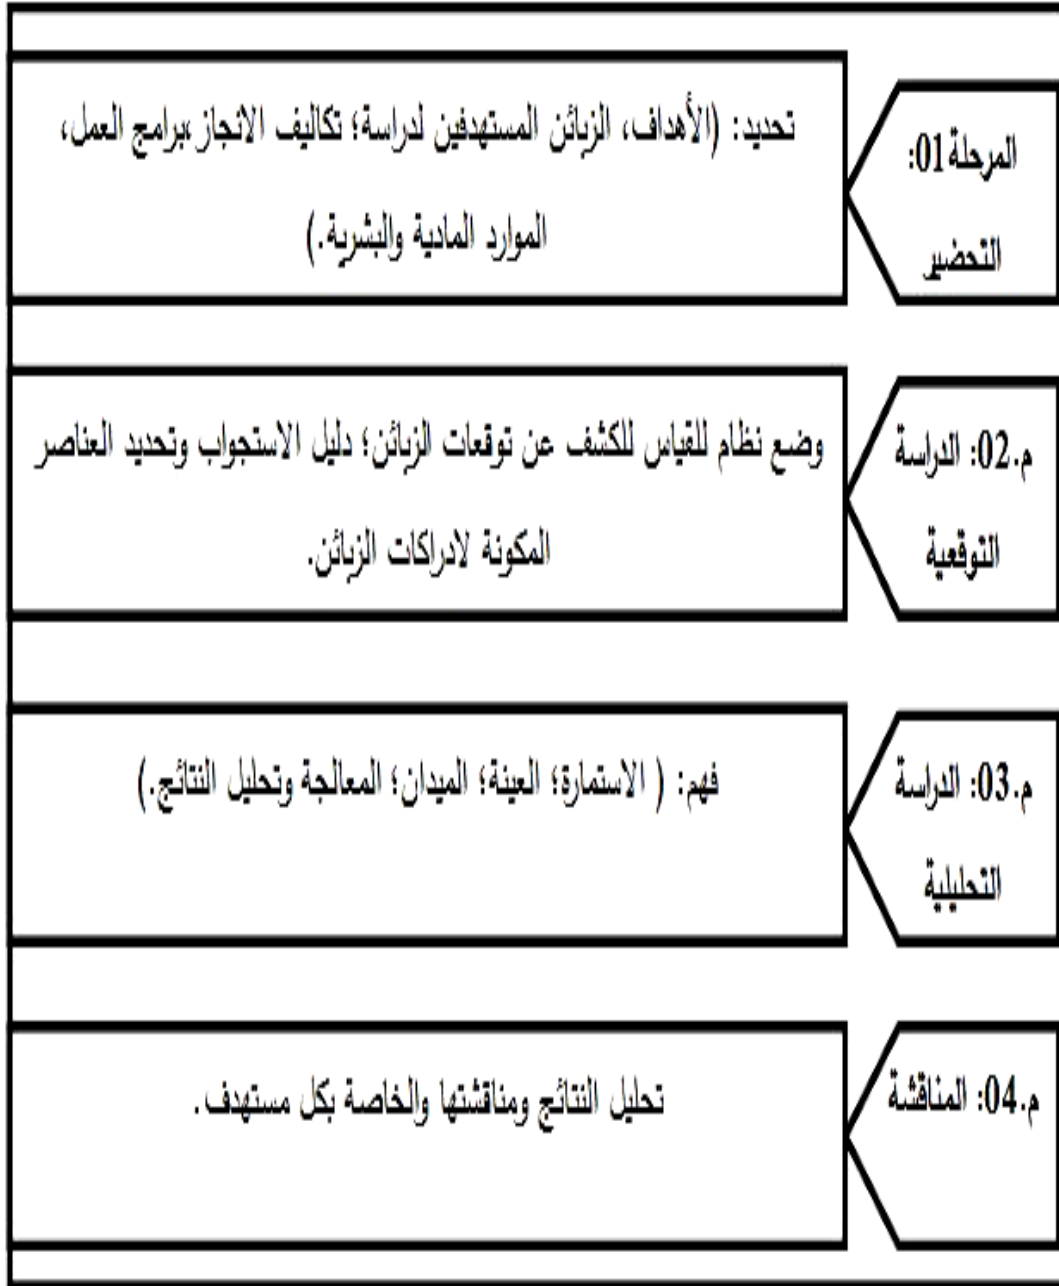 المرحلة01:
التحضير
تحديد: (الأهداف، الزبائن المستهدفين لدراسة؛ تكاليف الانجاز،برامج العمل،
الموارد المادية والبشرية.)
م.02: الدراسة
التوقعية
وضع نظام للقياس للكشف عن توقعات الزبائن؛ دليل الاستجواب وتحديد العناصر
المكونة لادراكات الزبائن.
م.03: الدراسة
التحليلية
فهم: ( الاستمارة؛ العينة؛ الميدان؛ المعالجة وتحليل النتائج.)
م.04: المناقشة
تحليل النتائج ومناقشتها والخاصة بكل مستهدف.